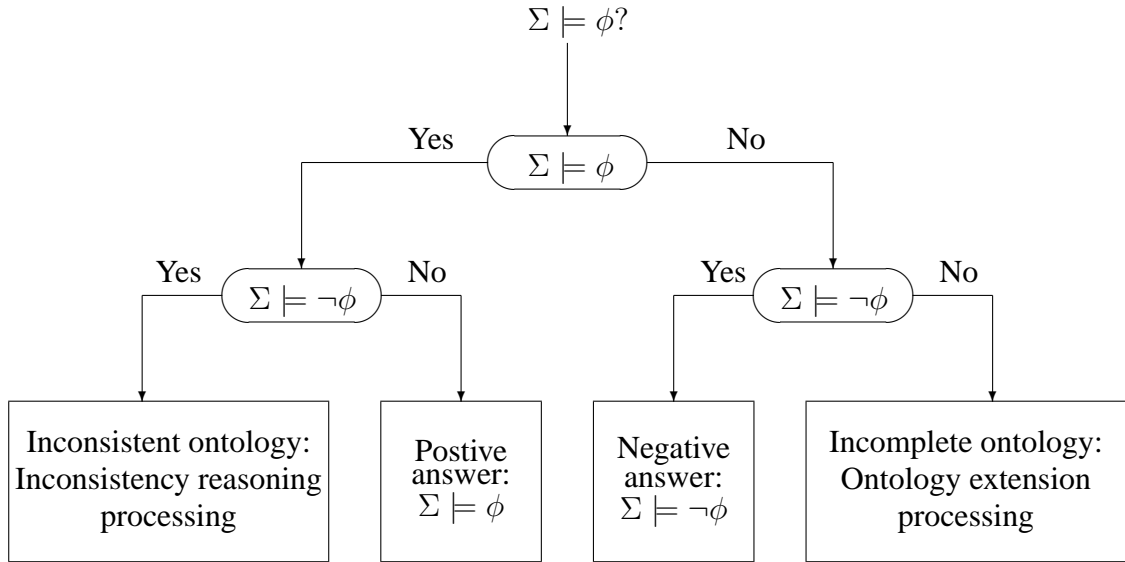 Σ ⊨ ϕ?
Yes
No
Σ ⊨ ϕ
Yes
No
Yes
No
Σ ⊨ ¬ϕ
Σ ⊨ ¬ϕ
Inconsistent ontology:
Inconsistency reasoning
processing
Postive
answer:
Σ ⊨ ϕ
Negative
answer:
Σ ⊨ ¬ϕ
Incomplete ontology:
Ontology extension
processing